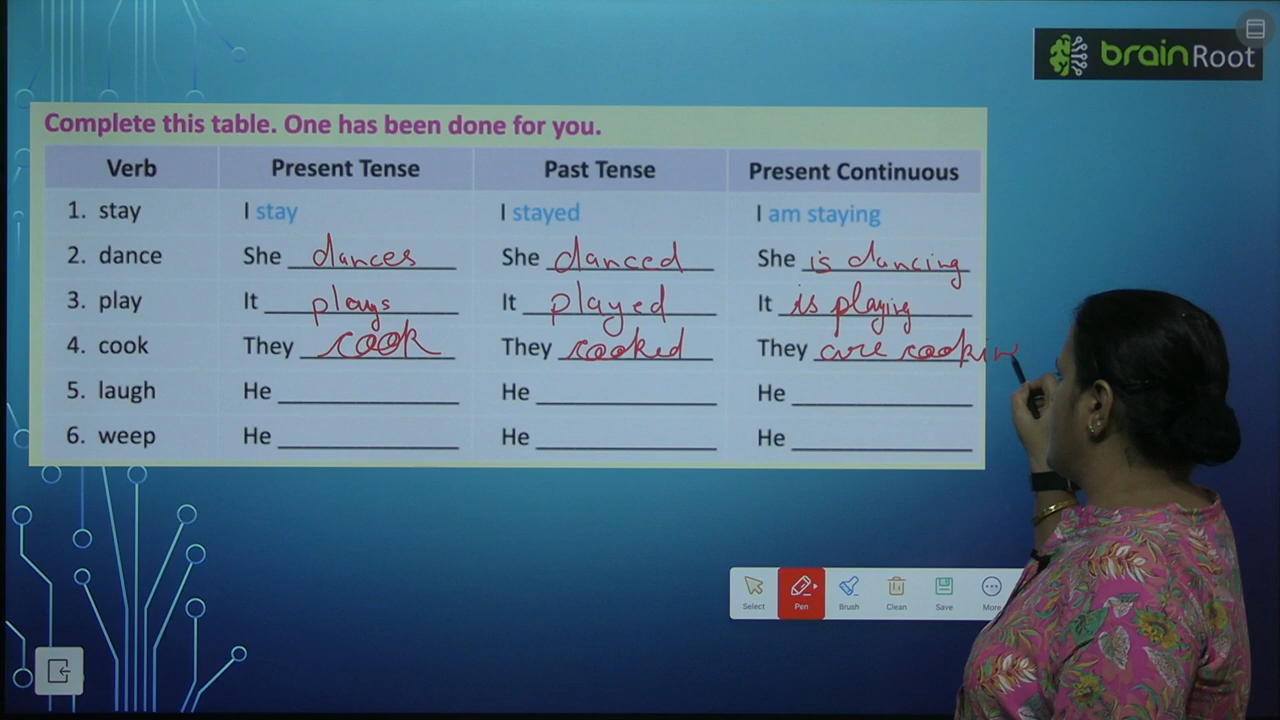 brainRoot
Complete this table. One has been done for you.
Verb Present Tense Past Tense Present Continuous
1. stay I stay I stayed I am staying
2. dance She dances She danced She is dancing
3. play It plays It played It is playing
4. cook They cook They cooked They are cookin
5. laugh He He He
6. weep He He He
Select Pen Brush Clean Save More